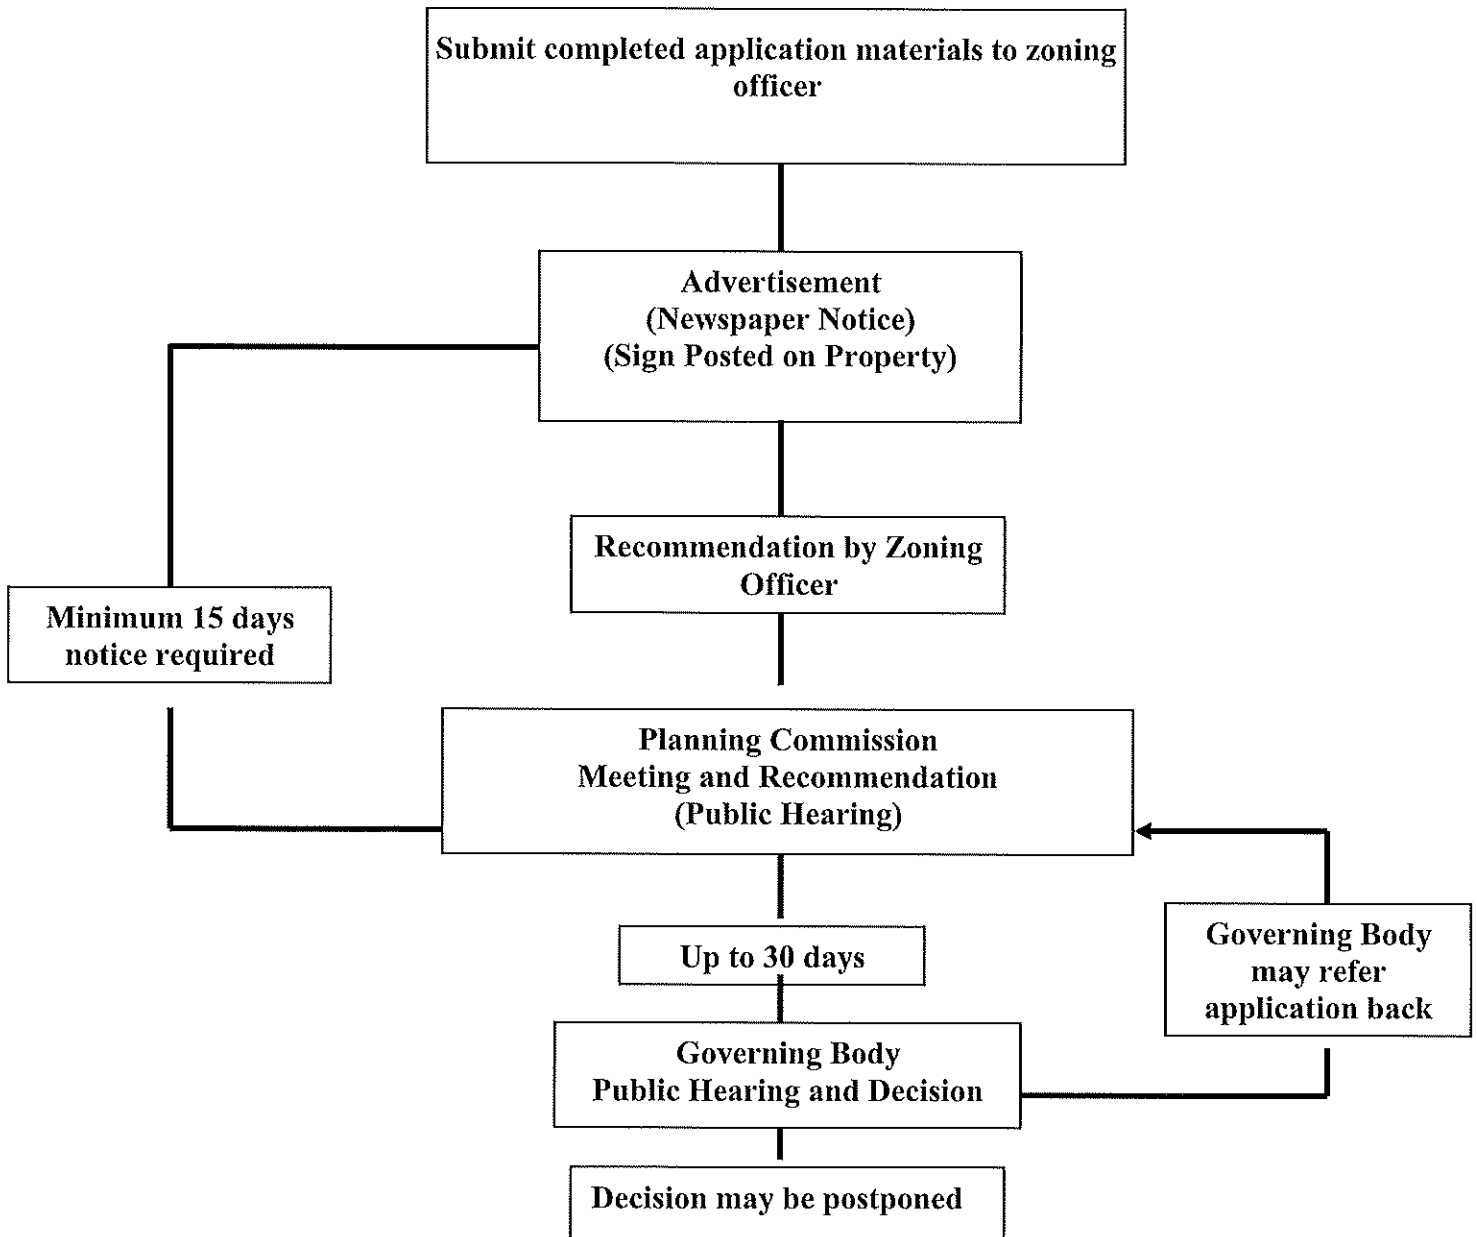 Submit completed application materials to zoning
officer
Advertisement
(Newspaper Notice)
(Sign Posted on Property)
Recommendation by Zoning
Officer
Minimum 15 days
notice required
Planning Commission
Meeting and Recommendation
(Public Hearing)
Up to 30 days
Governing Body
may refer
application back
Governing Body
Public Hearing and Decision
Decision may be postponed